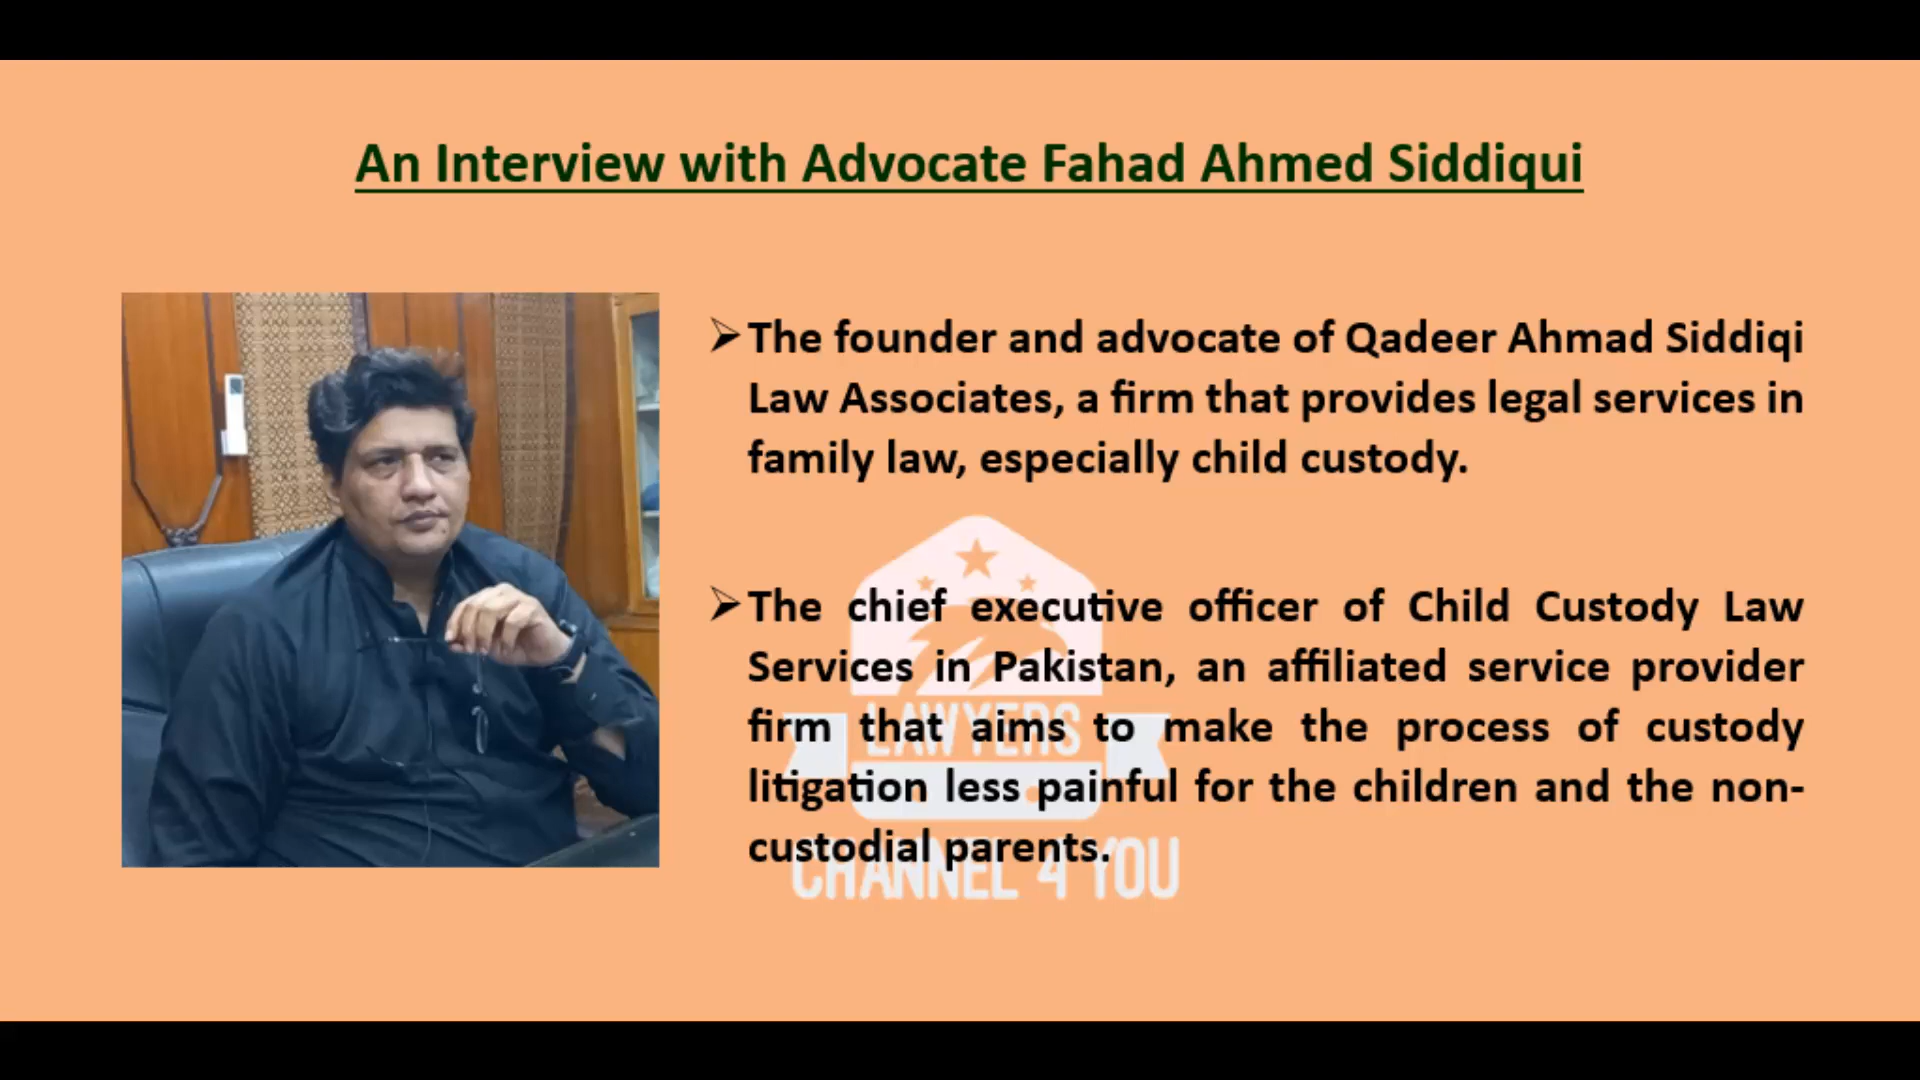 An Interview with Advocate Fahad Ahmed Siddiqui
➢ The founder and advocate of Qadeer Ahmad Siddiqi
Law Associates, a firm that provides legal services in
family law, especially child custody.
➢ The chief executive officer of Child Custody Law
Services in Pakistan, an affiliated service provider
firm that aims to make the process of custody
litigation less painful for the children and the non-
custodial parents.
LAWYERS
CHANNEL 4 YOU